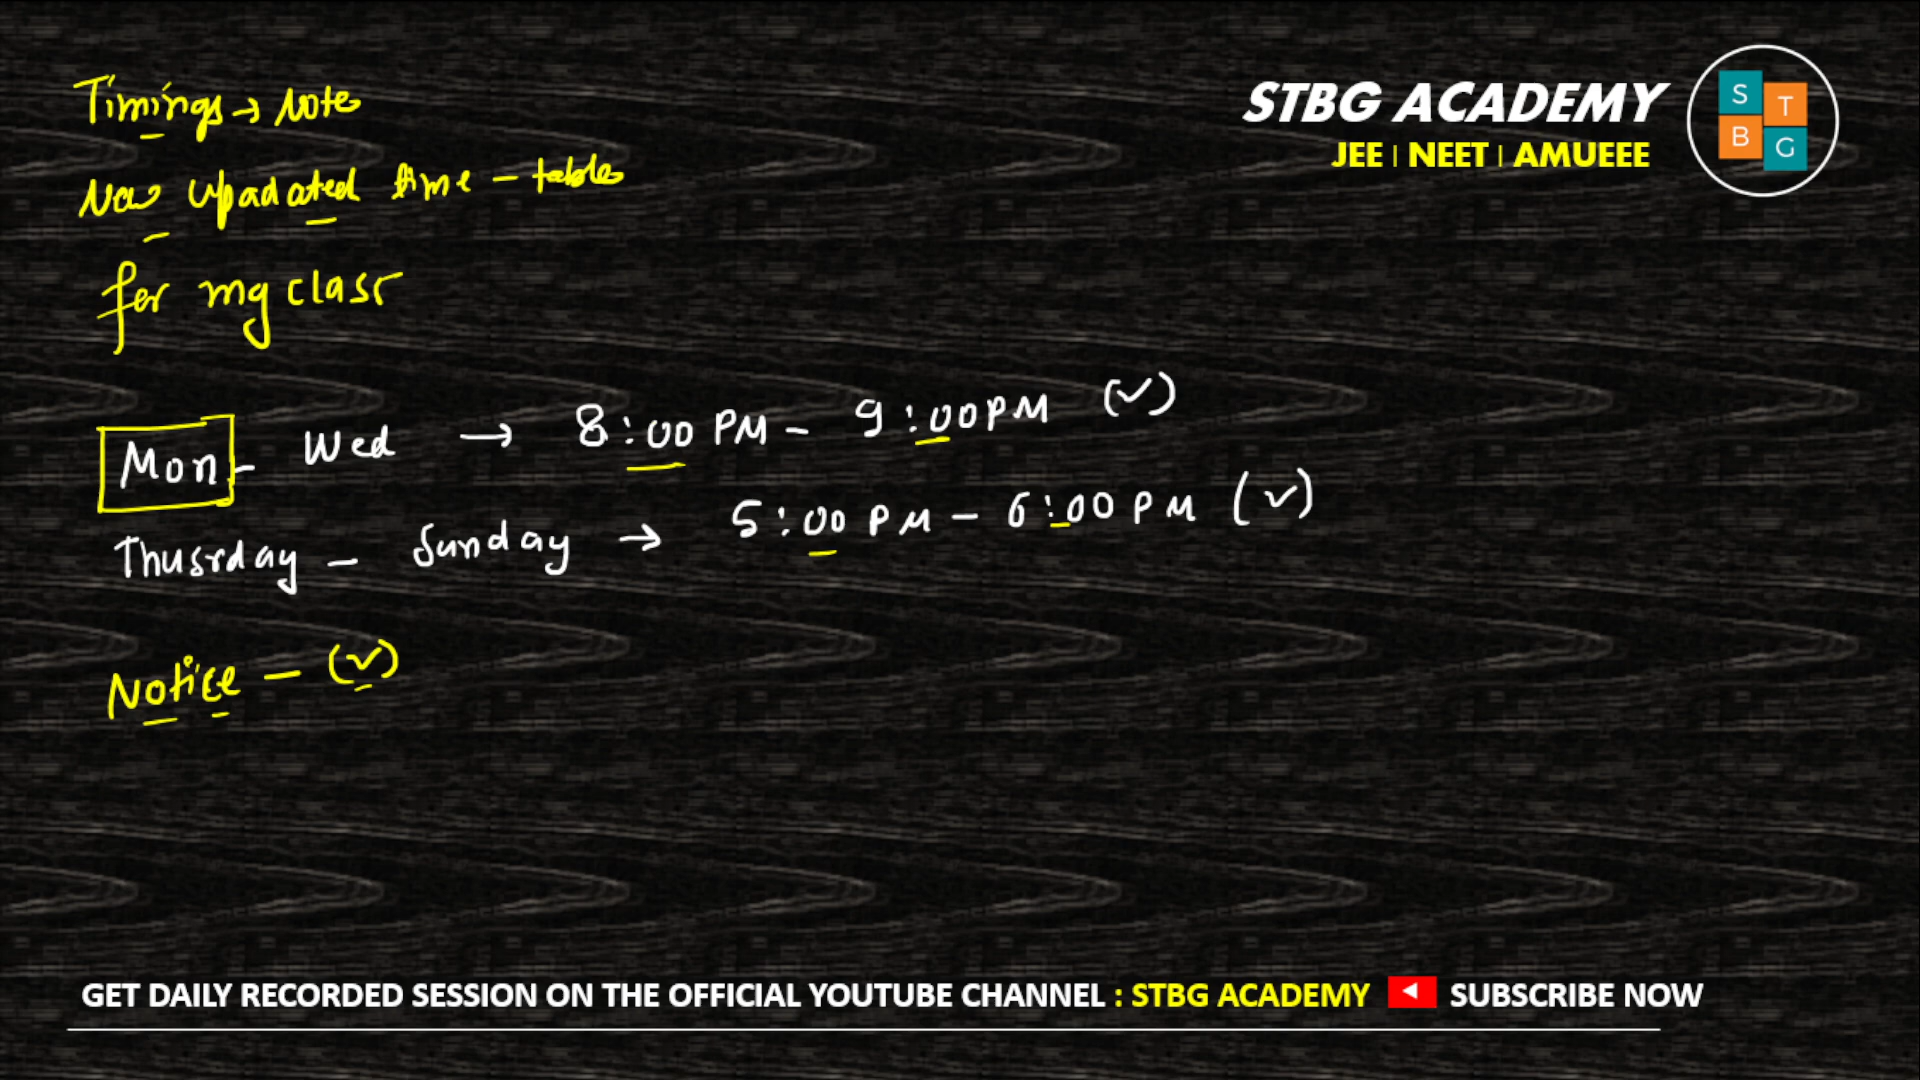 Timings → Note
New Upadated time - table
for my class
Mon - Wed → 8:00 PM - 9:00 PM (✓)
Thusrday - Sunday → 5:00 PM - 6:00 PM (✓)
Notice - (✓)
STBG ACADEMY
JEE | NEET | AMUEEE
S T
B G
GET DAILY RECORDED SESSION ON THE OFFICIAL YOUTUBE CHANNEL : STBG ACADEMY SUBSCRIBE NOW